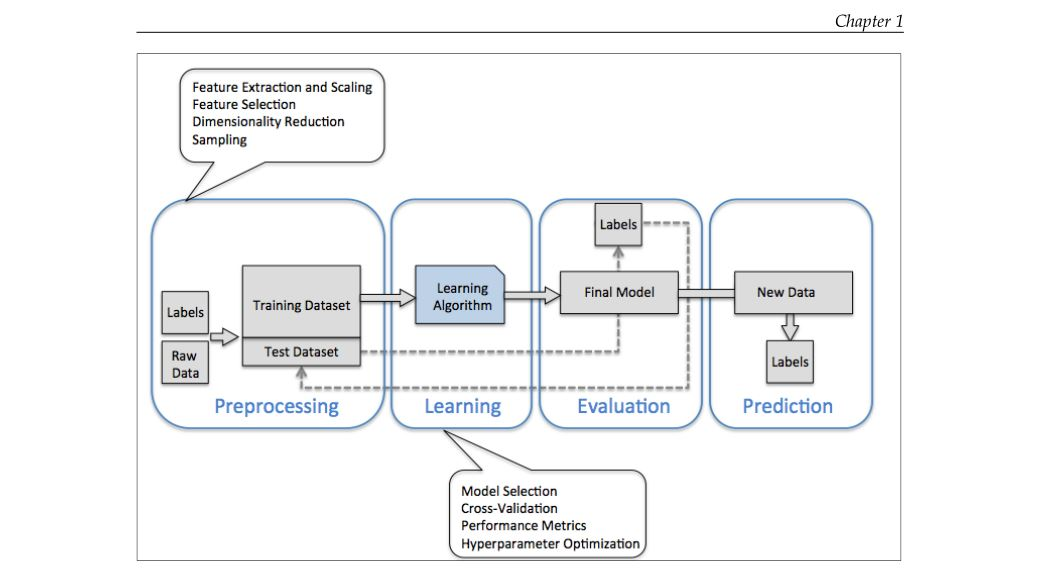 Chapter 1
Feature Extraction and Scaling
Feature Selection
Dimensionality Reduction
Sampling
Labels
Raw
Data
Training Dataset
Test Dataset
Preprocessing
Learning
Algorithm
Learning
Labels
Final Model
Evaluation
New Data
Labels
Prediction
Model Selection
Cross-Validation
Performance Metrics
Hyperparameter Optimization